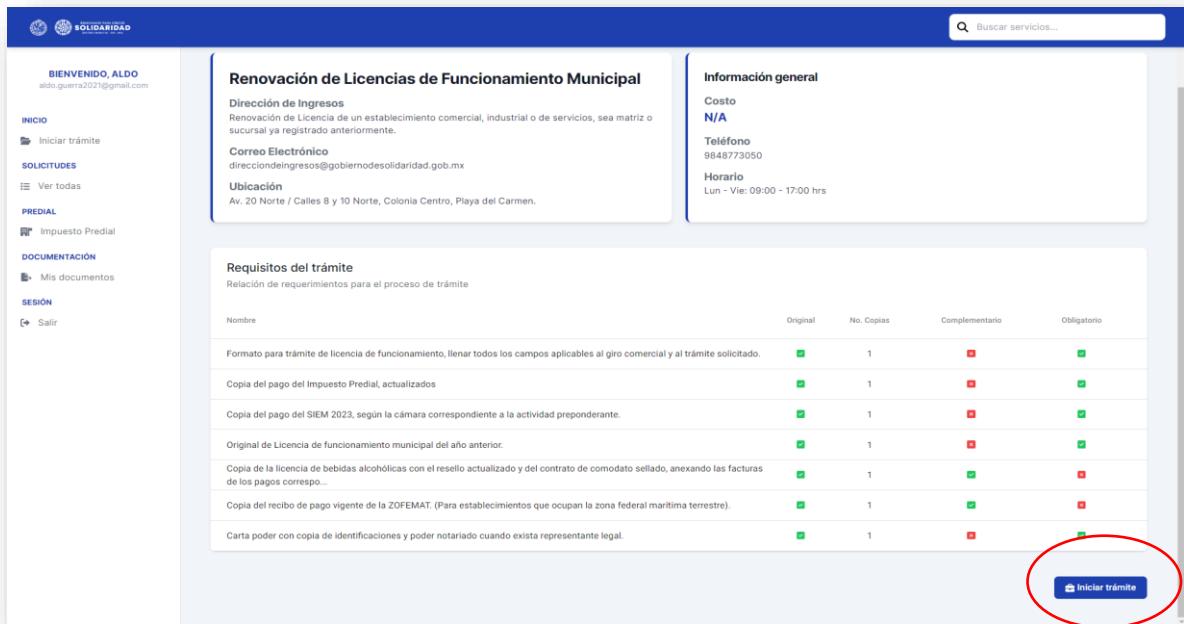 SOLIDARIDAD
Buscar servicios...
BIENVENIDO, ALDO
aldo.guerra2021@gmail.com
INICIO
Iniciar trámite
SOLICITUDES
Ver todas
PREDIAL
Impuesto Predial
DOCUMENTACIÓN
Mis documentos
SESIÓN
Salir
Renovación de Licencias de Funcionamiento Municipal
Dirección de Ingresos
Renovación de Licencia de un establecimiento comercial, industrial o de servicios, sea matriz o
sucursal ya registrado anteriormente.
Correo Electrónico
direcciondeingresos@gobiernodesolidaridad.gob.mx
Ubicación
Av. 20 Norte / Calles 8 y 10 Norte, Colonia Centro, Playa del Carmen.
Información general
Costo
N/A
Teléfono
9848773050
Horario
Lun - Vie: 09:00 - 17:00 hrs
Requisitos del trámite
Relación de requerimientos para el proceso de trámite
Nombre Original No. Copias Complementario Obligatorio
Formato para trámite de licencia de funcionamiento, llenar todos los campos aplicables al giro comercial y al trámite solicitado. 1
Copia del pago del Impuesto Predial, actualizados 1
Copia del pago del SIEM 2023, según la cámara correspondiente a la actividad preponderante. 1
Original de Licencia de funcionamiento municipal del año anterior. 1
Copia de la licencia de bebidas alcohólicas con el resello actualizado y del contrato de comodato sellado, anexando las facturas
de los pagos correspo... 1
Copia del recibo de pago vigente de la ZOFEMAT. (Para establecimientos que ocupan la zona federal marítima terrestre). 1
Carta poder con copia de identificaciones y poder notariado cuando exista representante legal. 1
Iniciar trámite